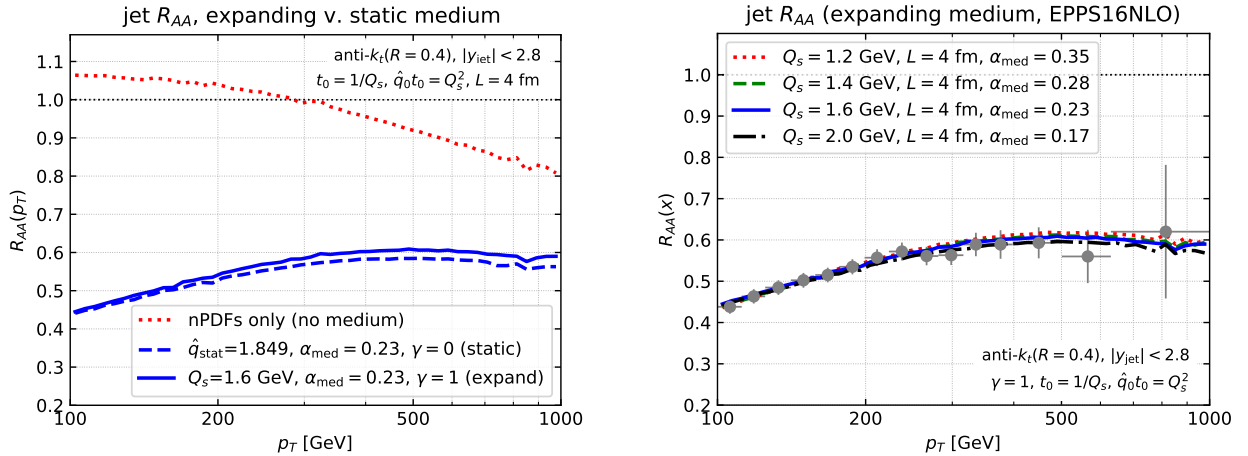 jet $R_{AA}$, expanding v. static medium
anti-$k_t(R = 0.4)$, $|y_{\rm jet}| < 2.8$
$t_0 = 1/Q_s$, $\hat{q}_0 t_0 = Q_s^2$, $L = 4$ fm
$R_{AA}(p_T)$
1.1
1.0
0.9
0.8
0.7
0.6
0.5
0.4
0.3
0.2
nPDFs only (no medium)
$\hat{q}_{\rm stat}$=1.849, $\alpha_{\rm med} = 0.23$, $\gamma = 0$ (static)
$Q_s$=1.6 GeV, $\alpha_{\rm med} = 0.23$, $\gamma = 1$ (expand)
100 200 500 1000
$p_T$ [GeV]
jet $R_{AA}$ (expanding medium, EPPS16NLO)
$Q_s = 1.2$ GeV, $L = 4$ fm, $\alpha_{\rm med} = 0.35$
$Q_s = 1.4$ GeV, $L = 4$ fm, $\alpha_{\rm med} = 0.28$
$Q_s = 1.6$ GeV, $L = 4$ fm, $\alpha_{\rm med} = 0.23$
$Q_s = 2.0$ GeV, $L = 4$ fm, $\alpha_{\rm med} = 0.17$
$R_{AA}(x)$
1.0
0.9
0.8
0.7
0.6
0.5
0.4
0.3
0.2
anti-$k_t(R = 0.4)$, $|y_{\rm jet}| < 2.8$
$\gamma = 1$, $t_0 = 1/Q_s$, $\hat{q}_0 t_0 = Q_s^2$
100 200 500 1000
$p_T$ [GeV]